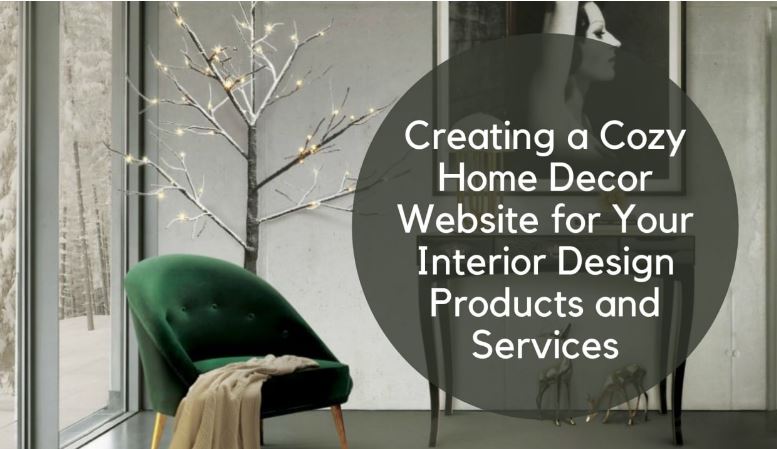 Creating a Cozy
Home Decor
Website for Your
Interior Design
Products and
Services